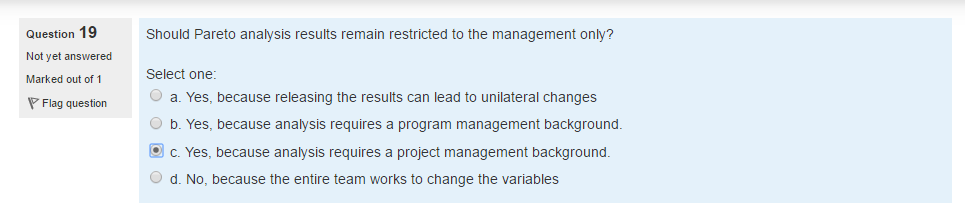 Question 19
Not yet answered
Marked out of 1
Flag question
Should Pareto analysis results remain restricted to the management only?
Select one:
a. Yes, because releasing the results can lead to unilateral changes
b. Yes, because analysis requires a program management background.
c. Yes, because analysis requires a project management background.
d. No, because the entire team works to change the variables